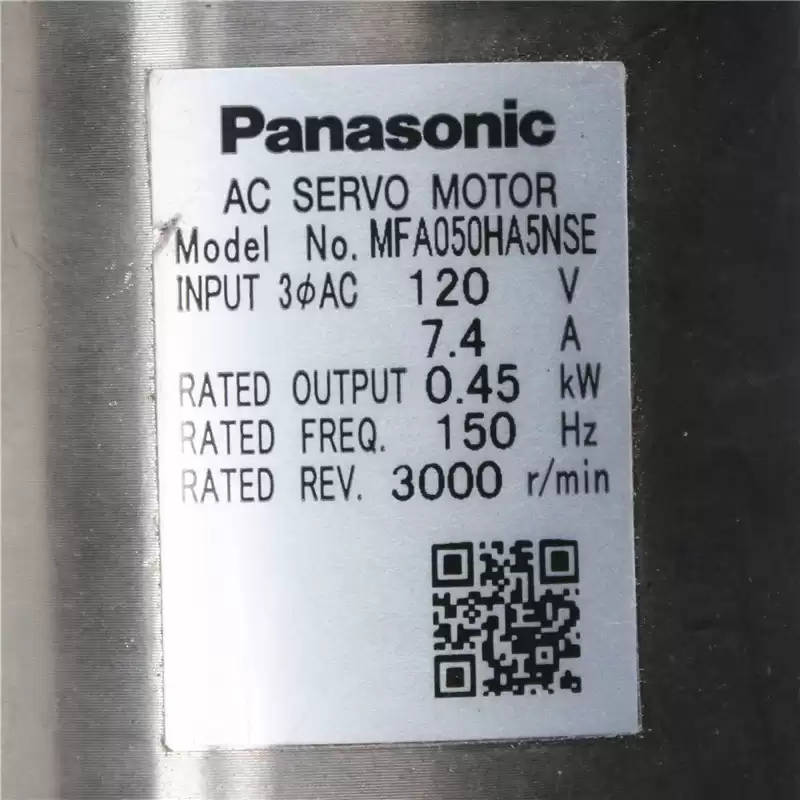 Panasonic
AC SERVO MOTOR
Model No. MFA050HA5NSE
INPUT 3φAC 120 V
7.4 A
RATED OUTPUT 0.45 kW
RATED FREQ. 150 Hz
RATED REV. 3000 r/min